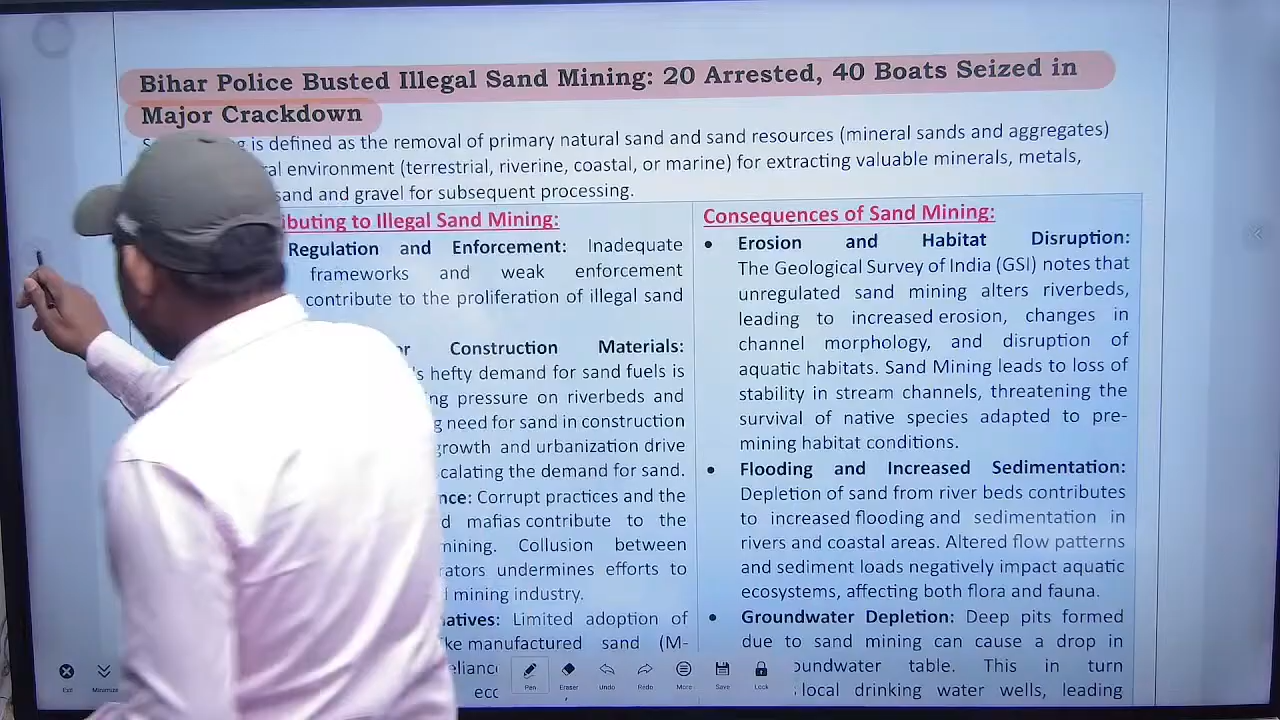 Bihar Police Busted Illegal Sand Mining: 20 Arrested, 40 Boats Seized in
Major Crackdown
is defined as the removal of primary natural sand and sand resources (mineral sands and aggregates)
environment (terrestrial, riverine, coastal, or marine) for extracting valuable minerals, metals,
sand and gravel for subsequent processing.
to Illegal Sand Mining:
Regulation and Enforcement: Inadequate
frameworks and weak enforcement
contribute to the proliferation of illegal sand
Construction Materials:
hefty demand for sand fuels is
pressure on riverbeds and
need for sand in construction
growth and urbanization drive
the demand for sand.
Corrupt practices and the
mafias contribute to the
Collusion between
undermines efforts to
mining industry.
Limited adoption of
manufactured sand (M-
Consequences of Sand Mining:
• Erosion and Habitat Disruption:
The Geological Survey of India (GSI) notes that
unregulated sand mining alters riverbeds,
leading to increased erosion, changes in
channel morphology, and disruption of
aquatic habitats. Sand Mining leads to loss of
stability in stream channels, threatening the
survival of native species adapted to pre-
mining habitat conditions.
• Flooding and Increased Sedimentation:
Depletion of sand from river beds contributes
to increased flooding and sedimentation in
rivers and coastal areas. Altered flow patterns
and sediment loads negatively impact aquatic
ecosystems, affecting both flora and fauna.
• Groundwater Depletion: Deep pits formed
due to sand mining can cause a drop in
table. This in turn
local drinking water wells, leading
Exit Minimize Pen Eraser Undo Redo More Save Lock